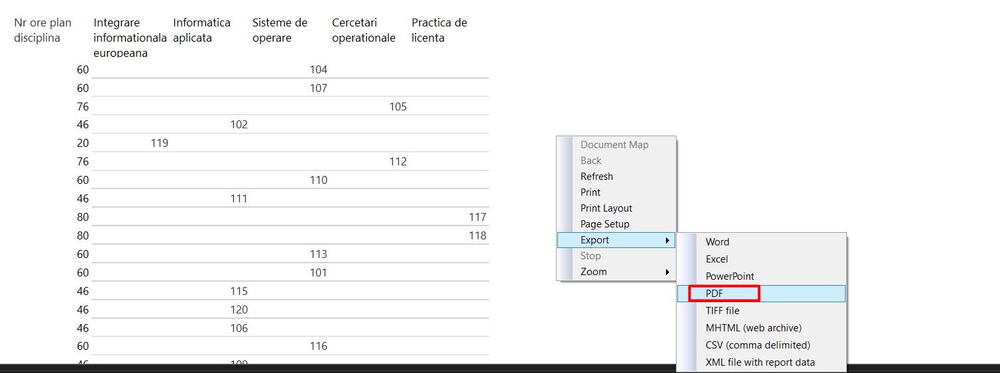 Nr ore plan disciplina Integrare informationala europeana Informatica aplicata Sisteme de operare Cercetari operationale Practica de licenta
60 104
60 107
76 105
46 102
20 119
76 112
60 110
46 111
80 117
80 118
60 113
60 101
46 115
46 120
46 106
60 116
46 109
Document Map
Back
Refresh
Print
Print Layout
Page Setup
Export
Stop
Zoom
Word
Excel
PowerPoint
PDF
TIFF file
MHTML (web archive)
CSV (comma delimited)
XML file with report data